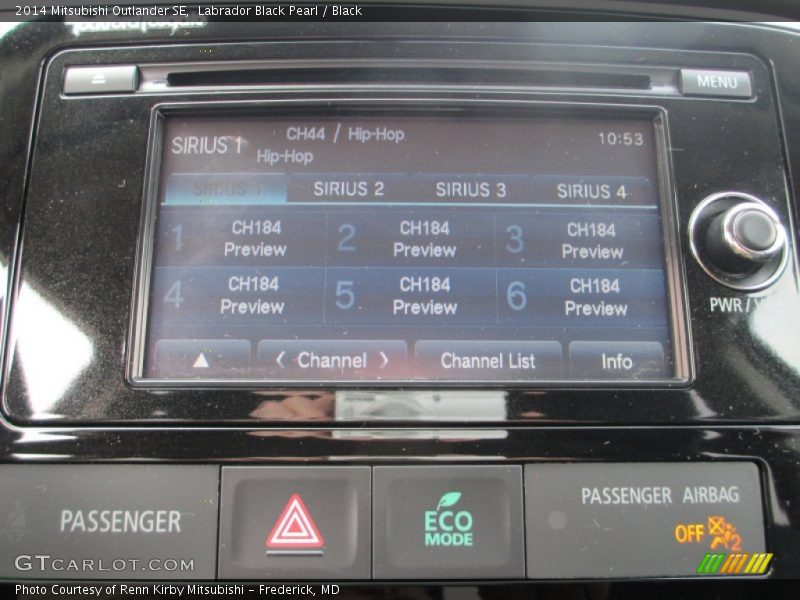 2014 Mitsubishi Outlander SE,  Labrador Black Pearl / Black
MENU
SIRIUS 1
CH44 / Hip-Hop
10:53
Hip-Hop
SIRIUS 1 SIRIUS 2 SIRIUS 3 SIRIUS 4
1 CH184 Preview
2 CH184 Preview
3 CH184 Preview
4 CH184 Preview
5 CH184 Preview
6 CH184 Preview
Channel
Channel List
Info
PWR /
PASSENGER
ECO
MODE
PASSENGER AIRBAG
OFF
2
GTCARLOT.COM
Photo Courtesy of Renn Kirby Mitsubishi - Frederick, MD